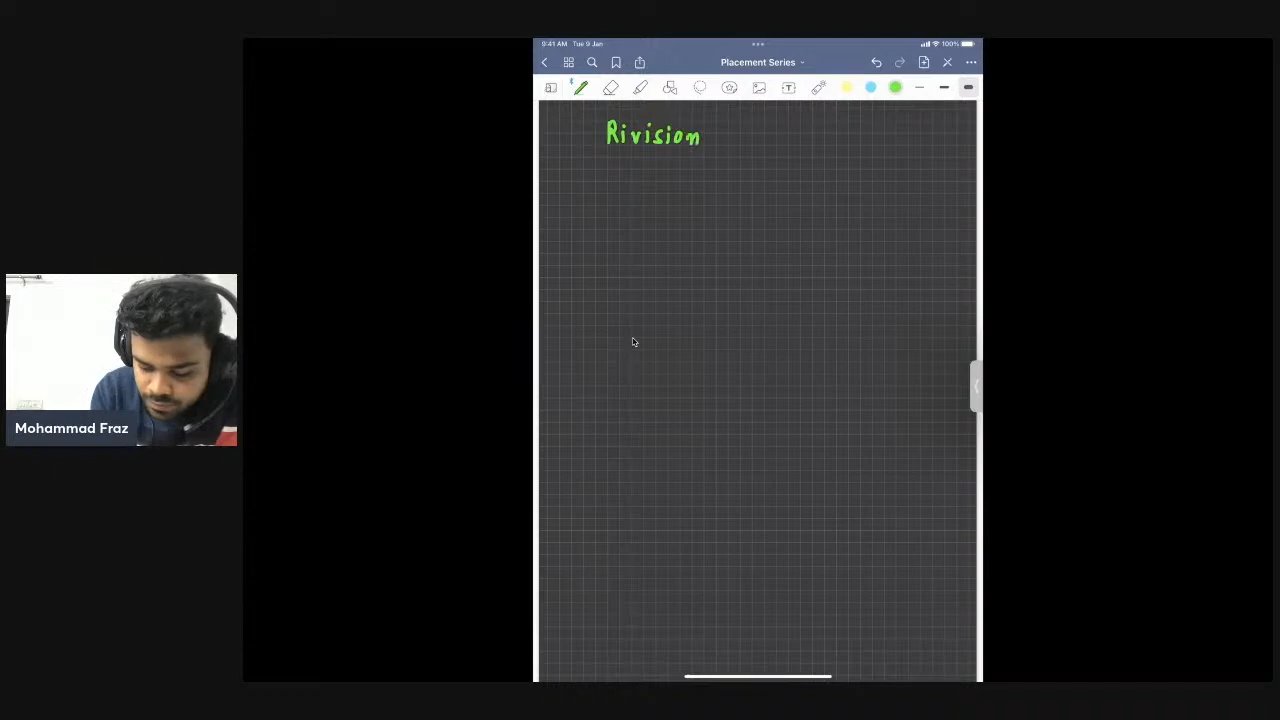 9:41 AM Tue 9 Jan
100%
Placement Series
T
Rivision
Mohammad Fraz